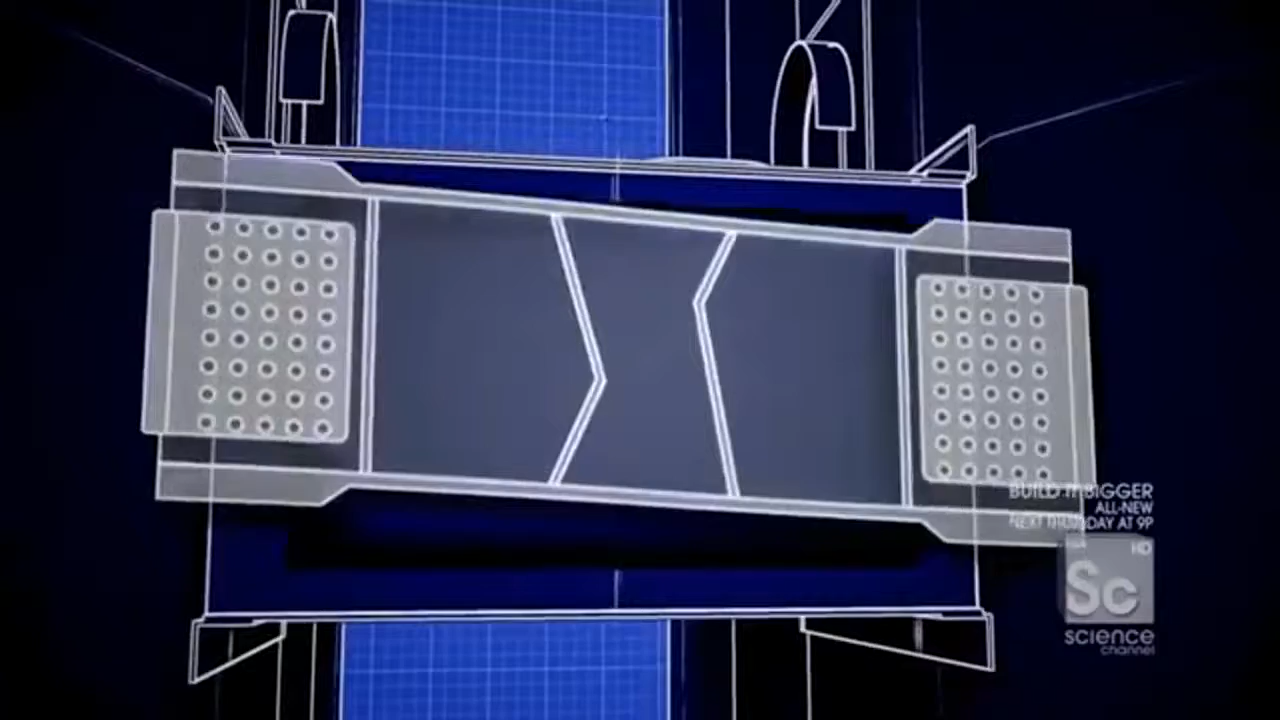 BUILD IT BIGGER
ALL-NEW
NEXT THURSDAY AT 9P
HD
Sc
science
channel